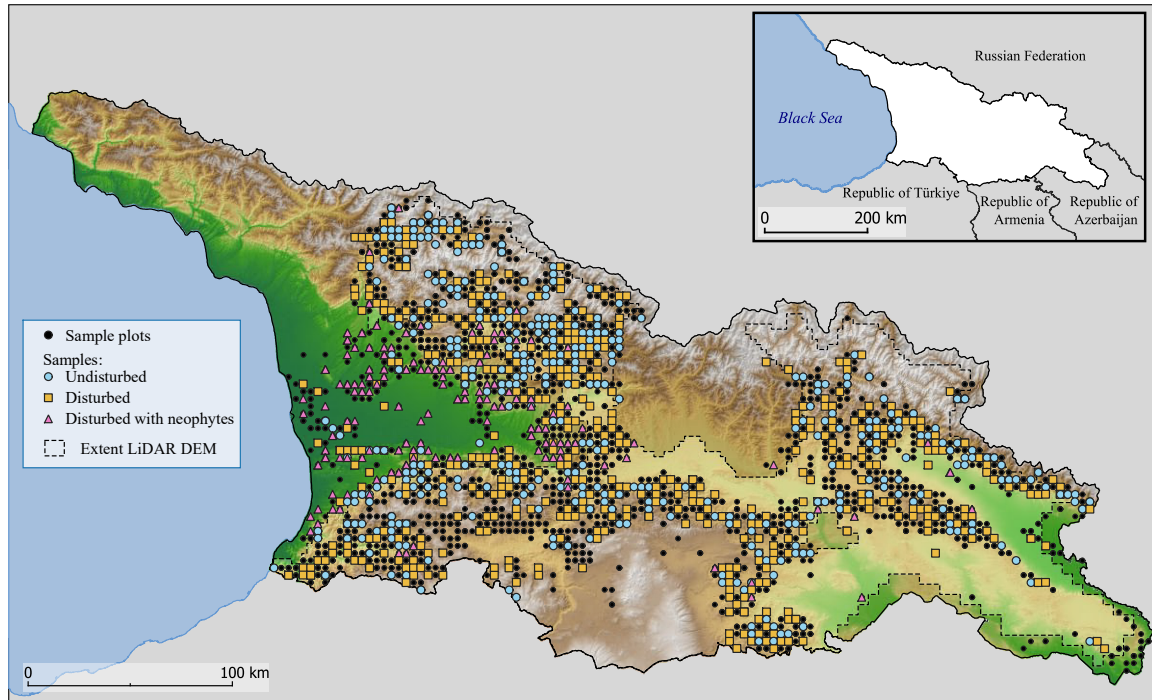 Russian Federation
Black Sea
Republic of Türkiye
Republic of
Armenia
Republic of
Azerbaijan
0 200 km
Sample plots
Samples:
Undisturbed
Disturbed
Disturbed with neophytes
Extent LiDAR DEM
0 100 km